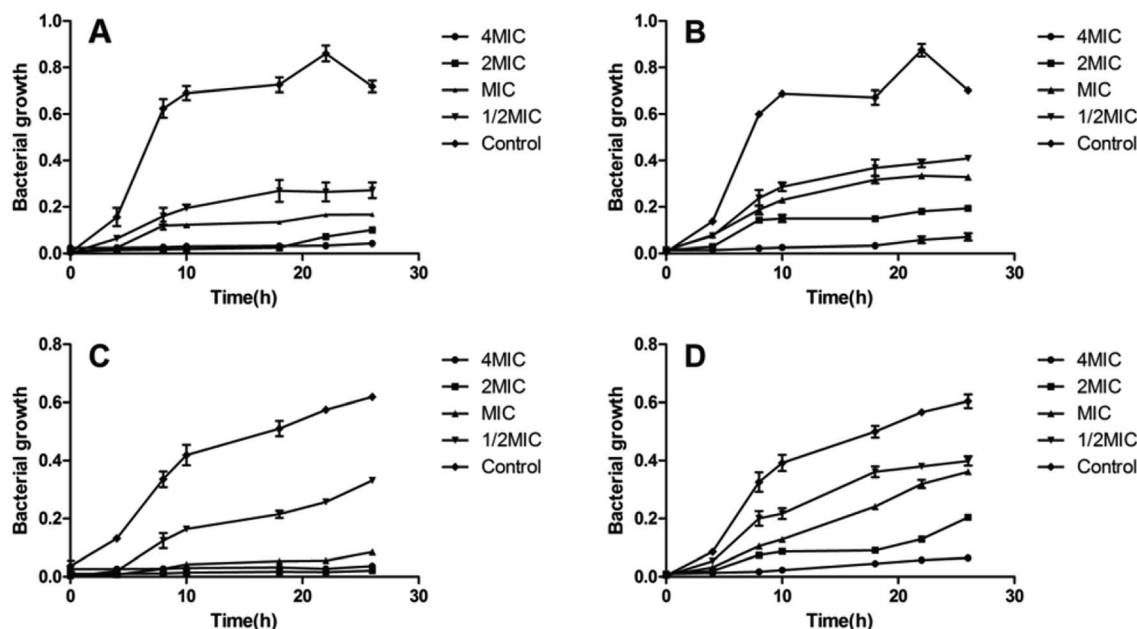 A
Bacterial growth
1.0
0.8
0.6
0.4
0.2
0.0
0 10 20 30
Time(h)
4MIC
2MIC
MIC
1/2MIC
Control
B
Bacterial growth
1.0
0.8
0.6
0.4
0.2
0.0
0 10 20 30
Time(h)
4MIC
2MIC
MIC
1/2MIC
Control
C
Bacterial growth
0.8
0.6
0.4
0.2
0.0
0 10 20 30
Time(h)
4MIC
2MIC
MIC
1/2MIC
Control
D
Bacterial growth
0.8
0.6
0.4
0.2
0.0
0 10 20 30
Time(h)
4MIC
2MIC
MIC
1/2MIC
Control